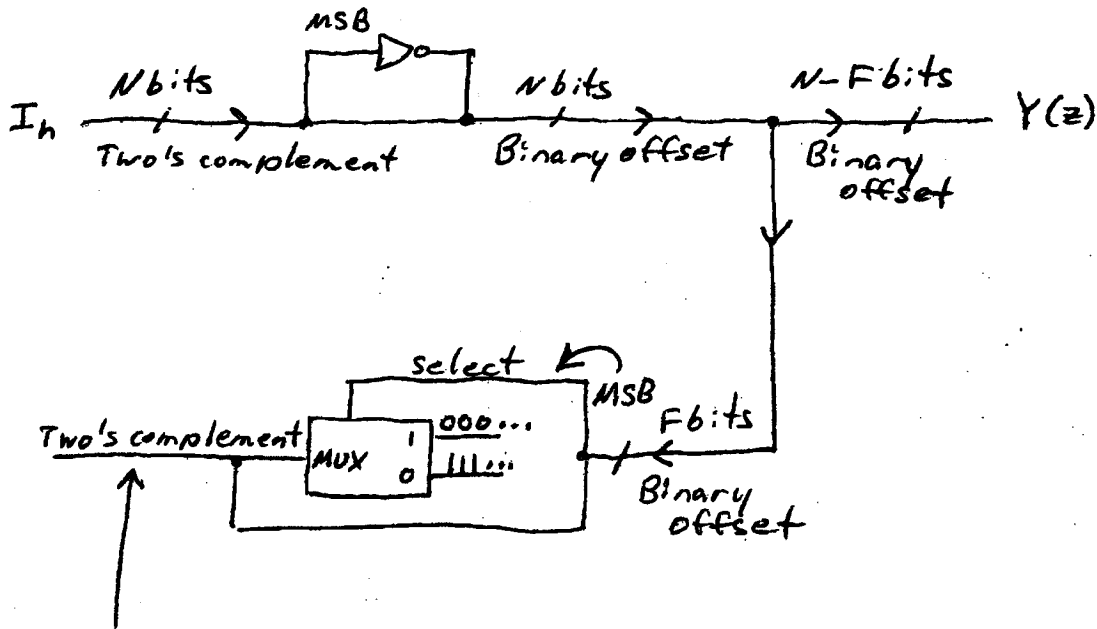 MSB
N bits
N bits
N-F bits
In
Y(z)
Two's complement
Binary offset
Binary
offset
select
MSB
F bits
Two's complement
MUX
1
000...
0
111...
Binary
offset